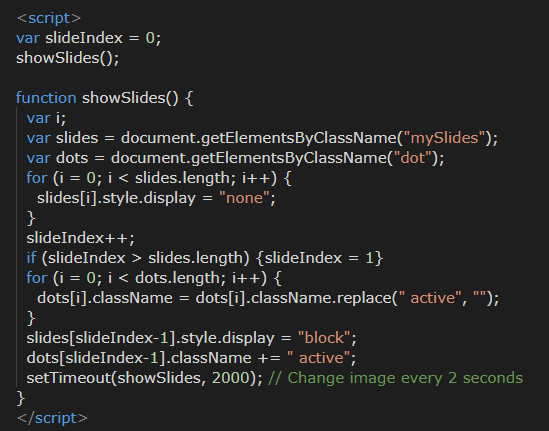 <script>
var slideIndex = 0;
showSlides();

function showSlides() {
  var i;
  var slides = document.getElementsByClassName("mySlides");
  var dots = document.getElementsByClassName("dot");
  for (i = 0; i < slides.length; i++) {
    slides[i].style.display = "none";
  }
  slideIndex++;
  if (slideIndex > slides.length) {slideIndex = 1}
  for (i = 0; i < dots.length; i++) {
    dots[i].className = dots[i].className.replace(" active", "");
  }
  slides[slideIndex-1].style.display = "block";
  dots[slideIndex-1].className += " active";
  setTimeout(showSlides, 2000); // Change image every 2 seconds
}
</script>